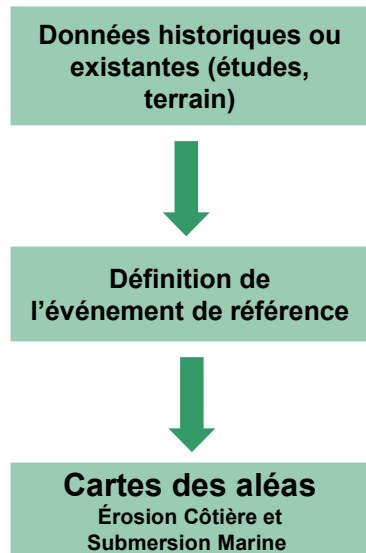 Données historiques ou
existantes (études,
terrain)
Définition de
l'événement de référence
Cartes des aléas
Érosion Côtière et
Submersion Marine